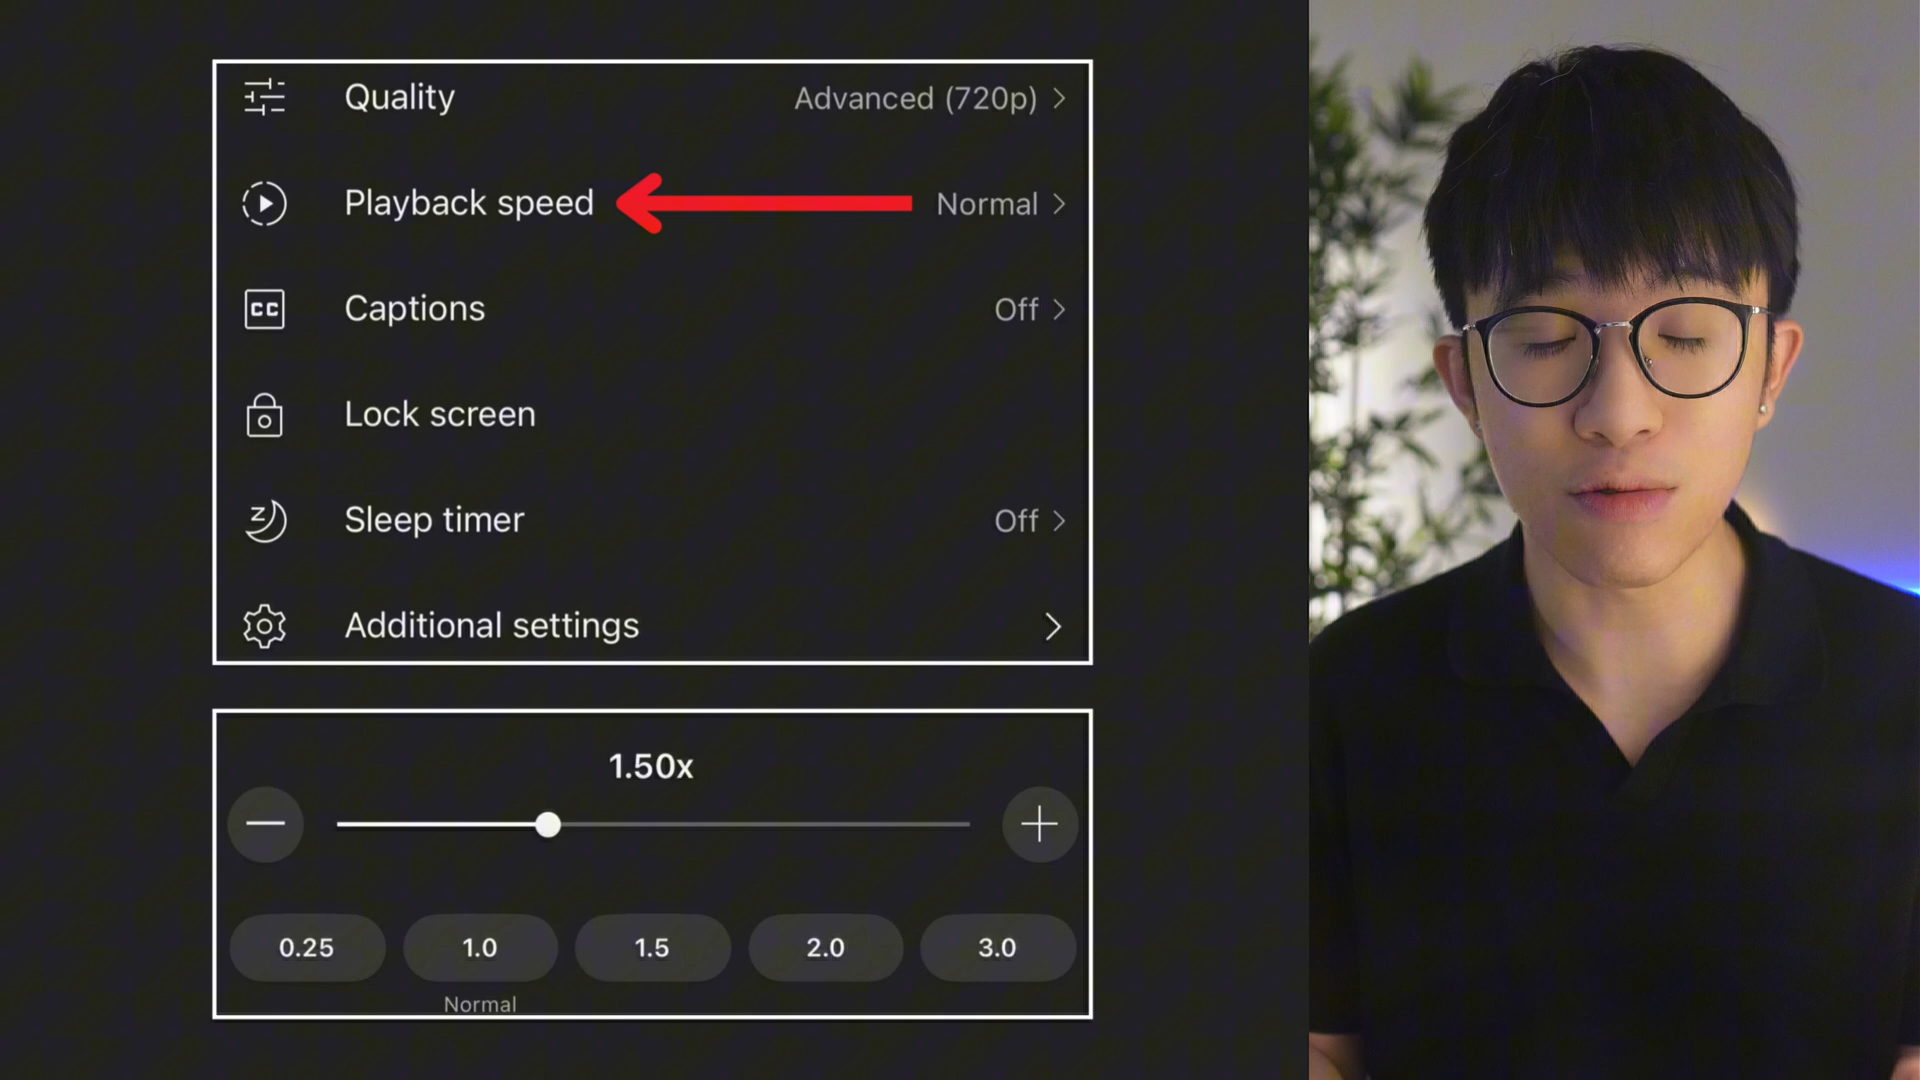 Quality Advanced (720p)
Playback speed Normal
CC Captions Off
Lock screen
Z Sleep timer Off
Additional settings
1.50x
0.25 1.0 1.5 2.0 3.0
Normal